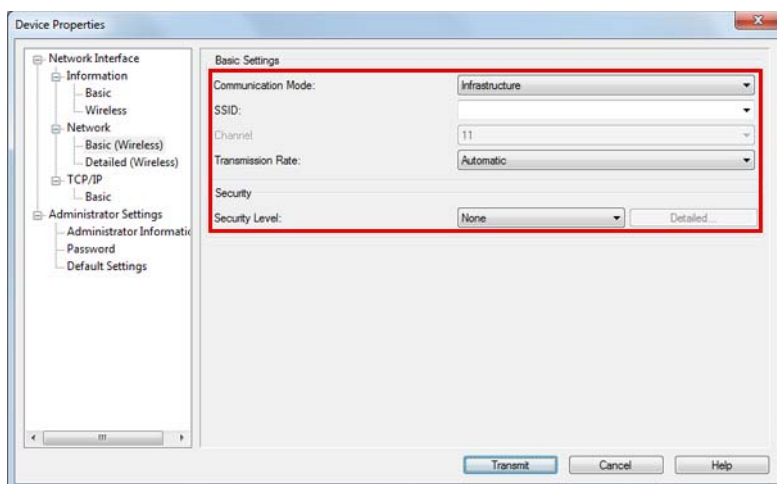 Device Properties
Network Interface
Information
Basic
Wireless
Network
Basic (Wireless)
Detailed (Wireless)
TCP/IP
Basic
Administrator Settings
Administrator Informatic
Password
Default Settings
Basic Settings
Communication Mode: Infrastructure
SSID:
Channel 11
Transmission Rate: Automatic
Security
Security Level: None Detailed...
Transmit Cancel Help